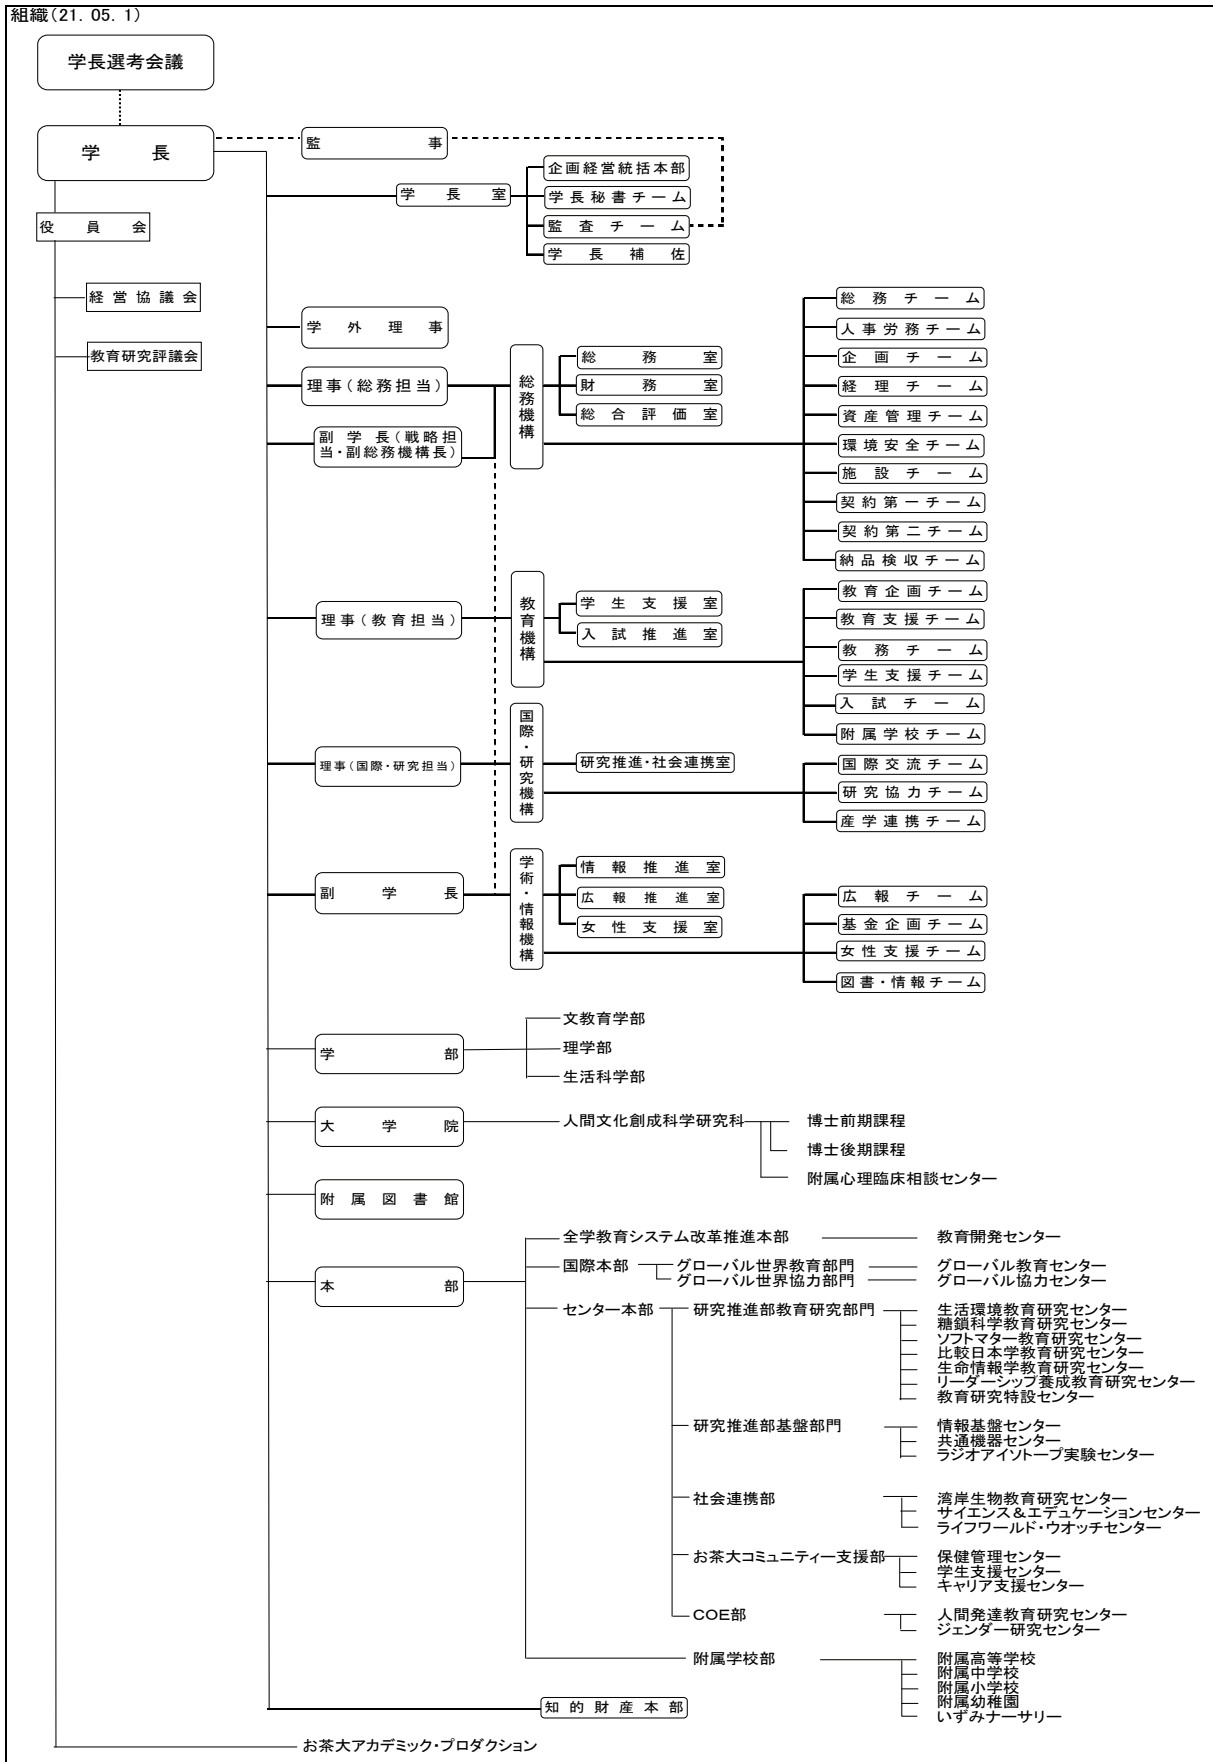 組織(21. 05. 1)
学長選考会議
学　長
監　事
企画経営統括本部
学長室
学長秘書チーム
役員会
監査チーム
学長補佐
経営協議会
総務チーム
学外理事
人事労務チーム
教育研究評議会
総務室
企画チーム
理事(総務担当)
総務機構
財務室
経理チーム
総合評価室
資産管理チーム
副学長(戦略担
当・副総務機構長)
環境安全チーム
施設チーム
契約第一チーム
契約第二チーム
納品検収チーム
教育企画チーム
学生支援室
理事(教育担当)
教育機構
教育支援チーム
入試推進室
教務チーム
学生支援チーム
入試チーム
附属学校チーム
理事(国際・研究担当)
国際・研究機構
研究推進・社会連携室
国際交流チーム
研究協力チーム
産学連携チーム
情報推進室
副学長
学術・情報機構
広報推進室
広報チーム
女性支援室
基金企画チーム
女性支援チーム
図書・情報チーム
文教育学部
学部
理学部
生活科学部
大学院
人間文化創成科学研究科
博士前期課程
博士後期課程
附属心理臨床相談センター
附属図書館
全学教育システム改革推進本部
教育開発センター
本部
国際本部
グローバル世界教育部門
グローバル教育センター
グローバル世界協力部門
グローバル協力センター
センター本部
研究推進部教育研究部門
生活環境教育研究センター
糖鎖科学教育研究センター
ソフトマター教育研究センター
比較日本学教育研究センター
生命情報学教育研究センター
リーダーシップ養成教育研究センター
教育研究特設センター
研究推進部基盤部門
情報基盤センター
共通機器センター
ラジオアイソトープ実験センター
社会連携部
湾岸生物教育研究センター
サイエンス&エデュケーションセンター
ライフワールド・ウオッチセンター
お茶大コミュニティー支援部
保健管理センター
学生支援センター
キャリア支援センター
COE部
人間発達教育研究センター
ジェンダー研究センター
附属学校部
附属高等学校
附属中学校
附属小学校
附属幼稚園
いずみナーサリー
知的財産本部
お茶大アカデミック・プロダクション